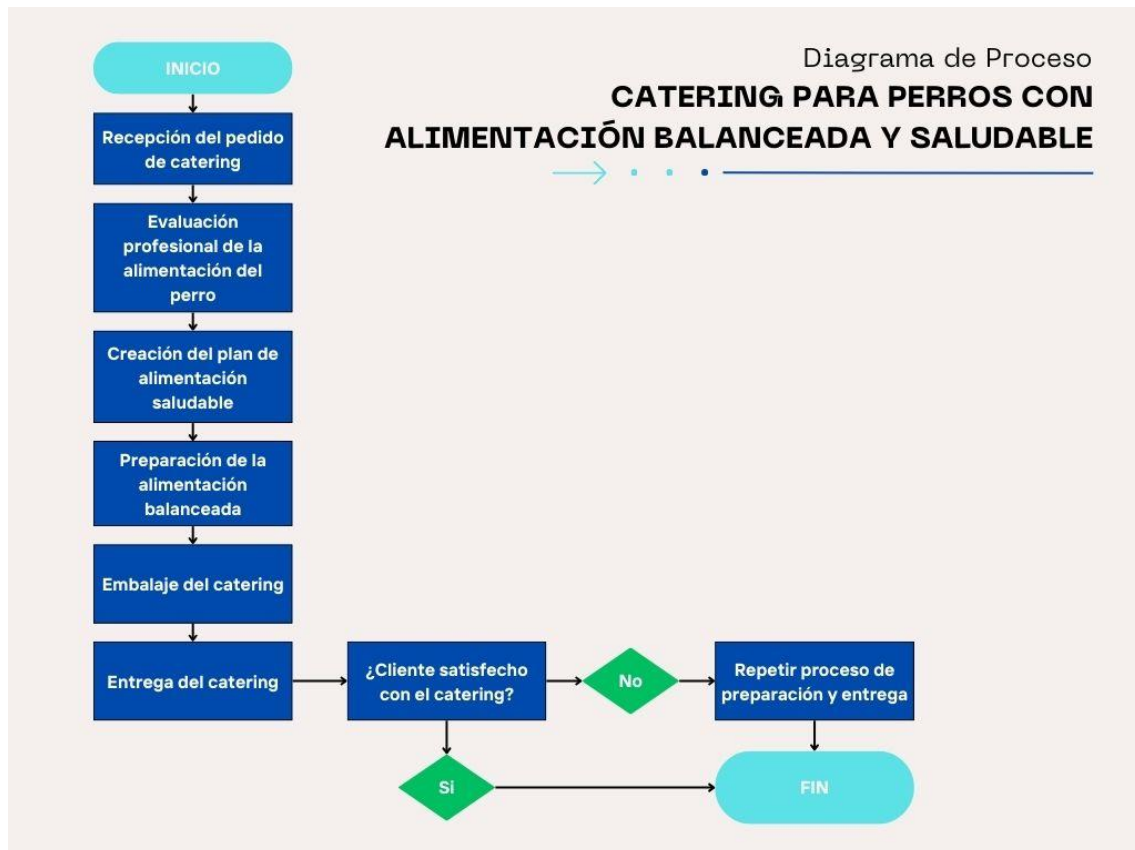 Diagrama de Proceso
CATERING PARA PERROS CON
ALIMENTACIÓN BALANCEADA Y SALUDABLE
INICIO
Recepción del pedido
de catering
Evaluación
profesional de la
alimentación del
perro
Creación del plan de
alimentación
saludable
Preparación de la
alimentación
balanceada
Embalaje del catering
Entrega del catering
¿Cliente satisfecho
con el catering?
No
Repetir proceso de
preparación y entrega
Si
FIN